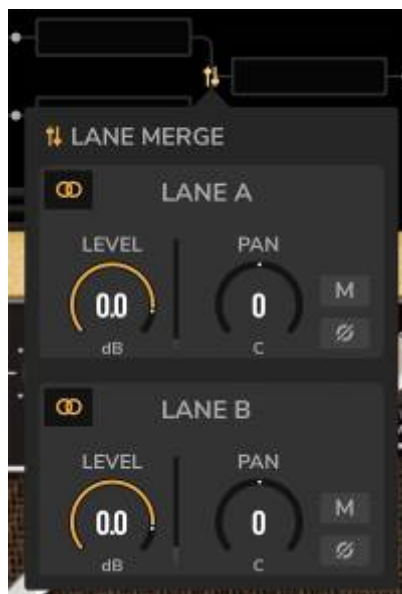 LANE MERGE
LANE A
LEVEL PAN
0.0 0 M
dB C
LANE B
LEVEL PAN
0.0 0 M
dB C